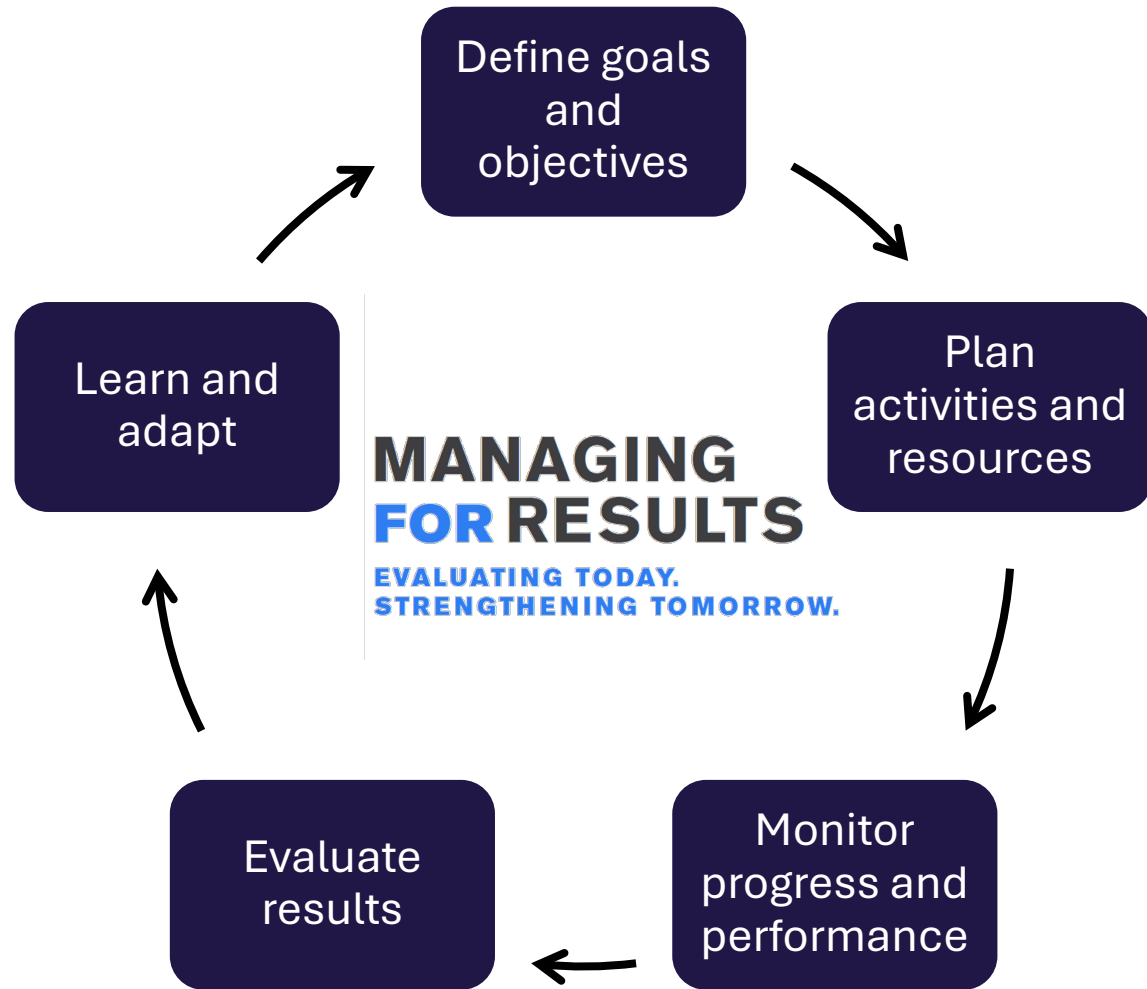 Define goals
and
objectives
Plan
activities and
resources
Monitor
progress and
performance
Evaluate
results
Learn and
adapt
MANAGING
FOR RESULTS
EVALUATING TODAY.
STRENGTHENING TOMORROW.